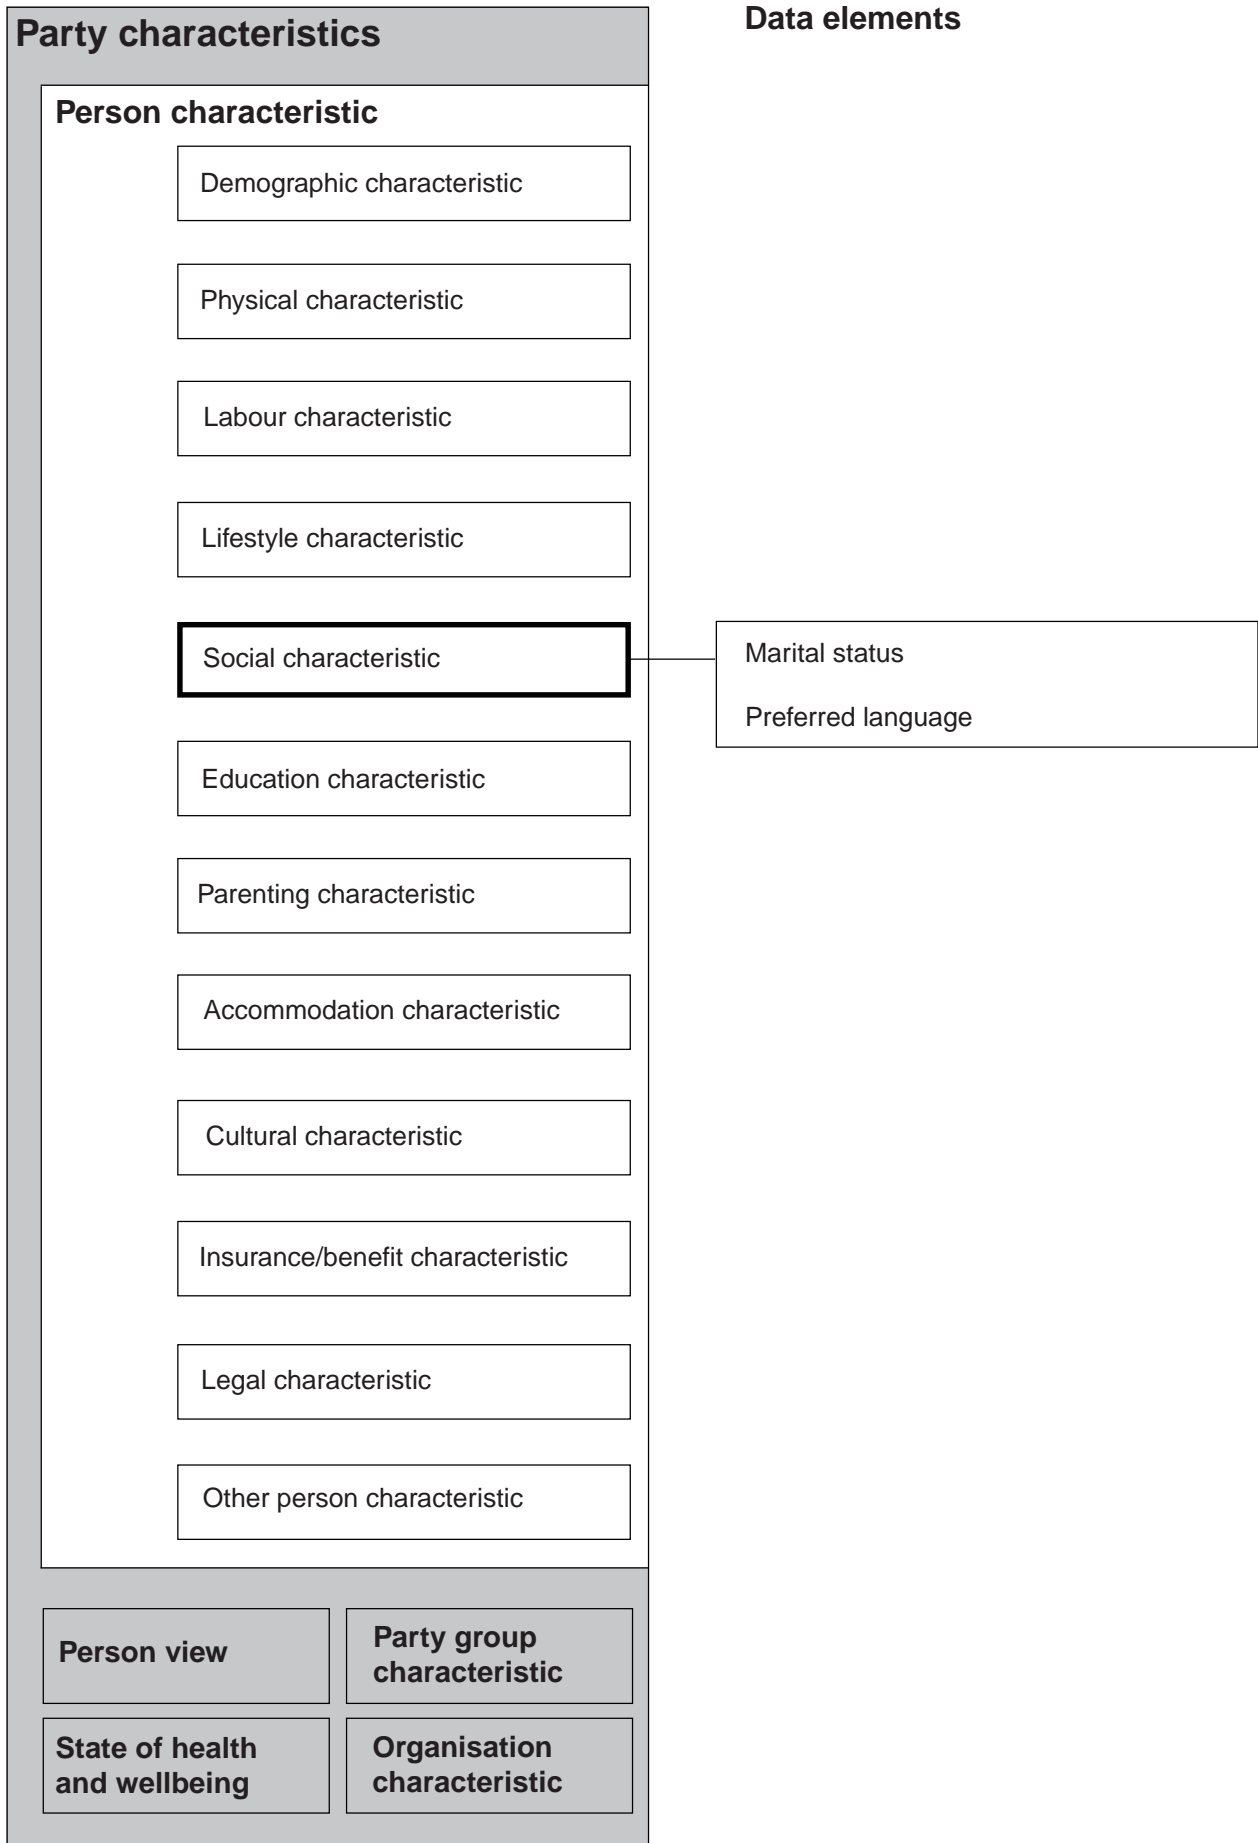 Party characteristics
Data elements
Person characteristic
Demographic characteristic
Physical characteristic
Labour characteristic
Lifestyle characteristic
Social characteristic
Marital status
Preferred language
Education characteristic
Parenting characteristic
Accommodation characteristic
Cultural characteristic
Insurance/benefit characteristic
Legal characteristic
Other person characteristic
Person view
Party group
characteristic
State of health
and wellbeing
Organisation
characteristic